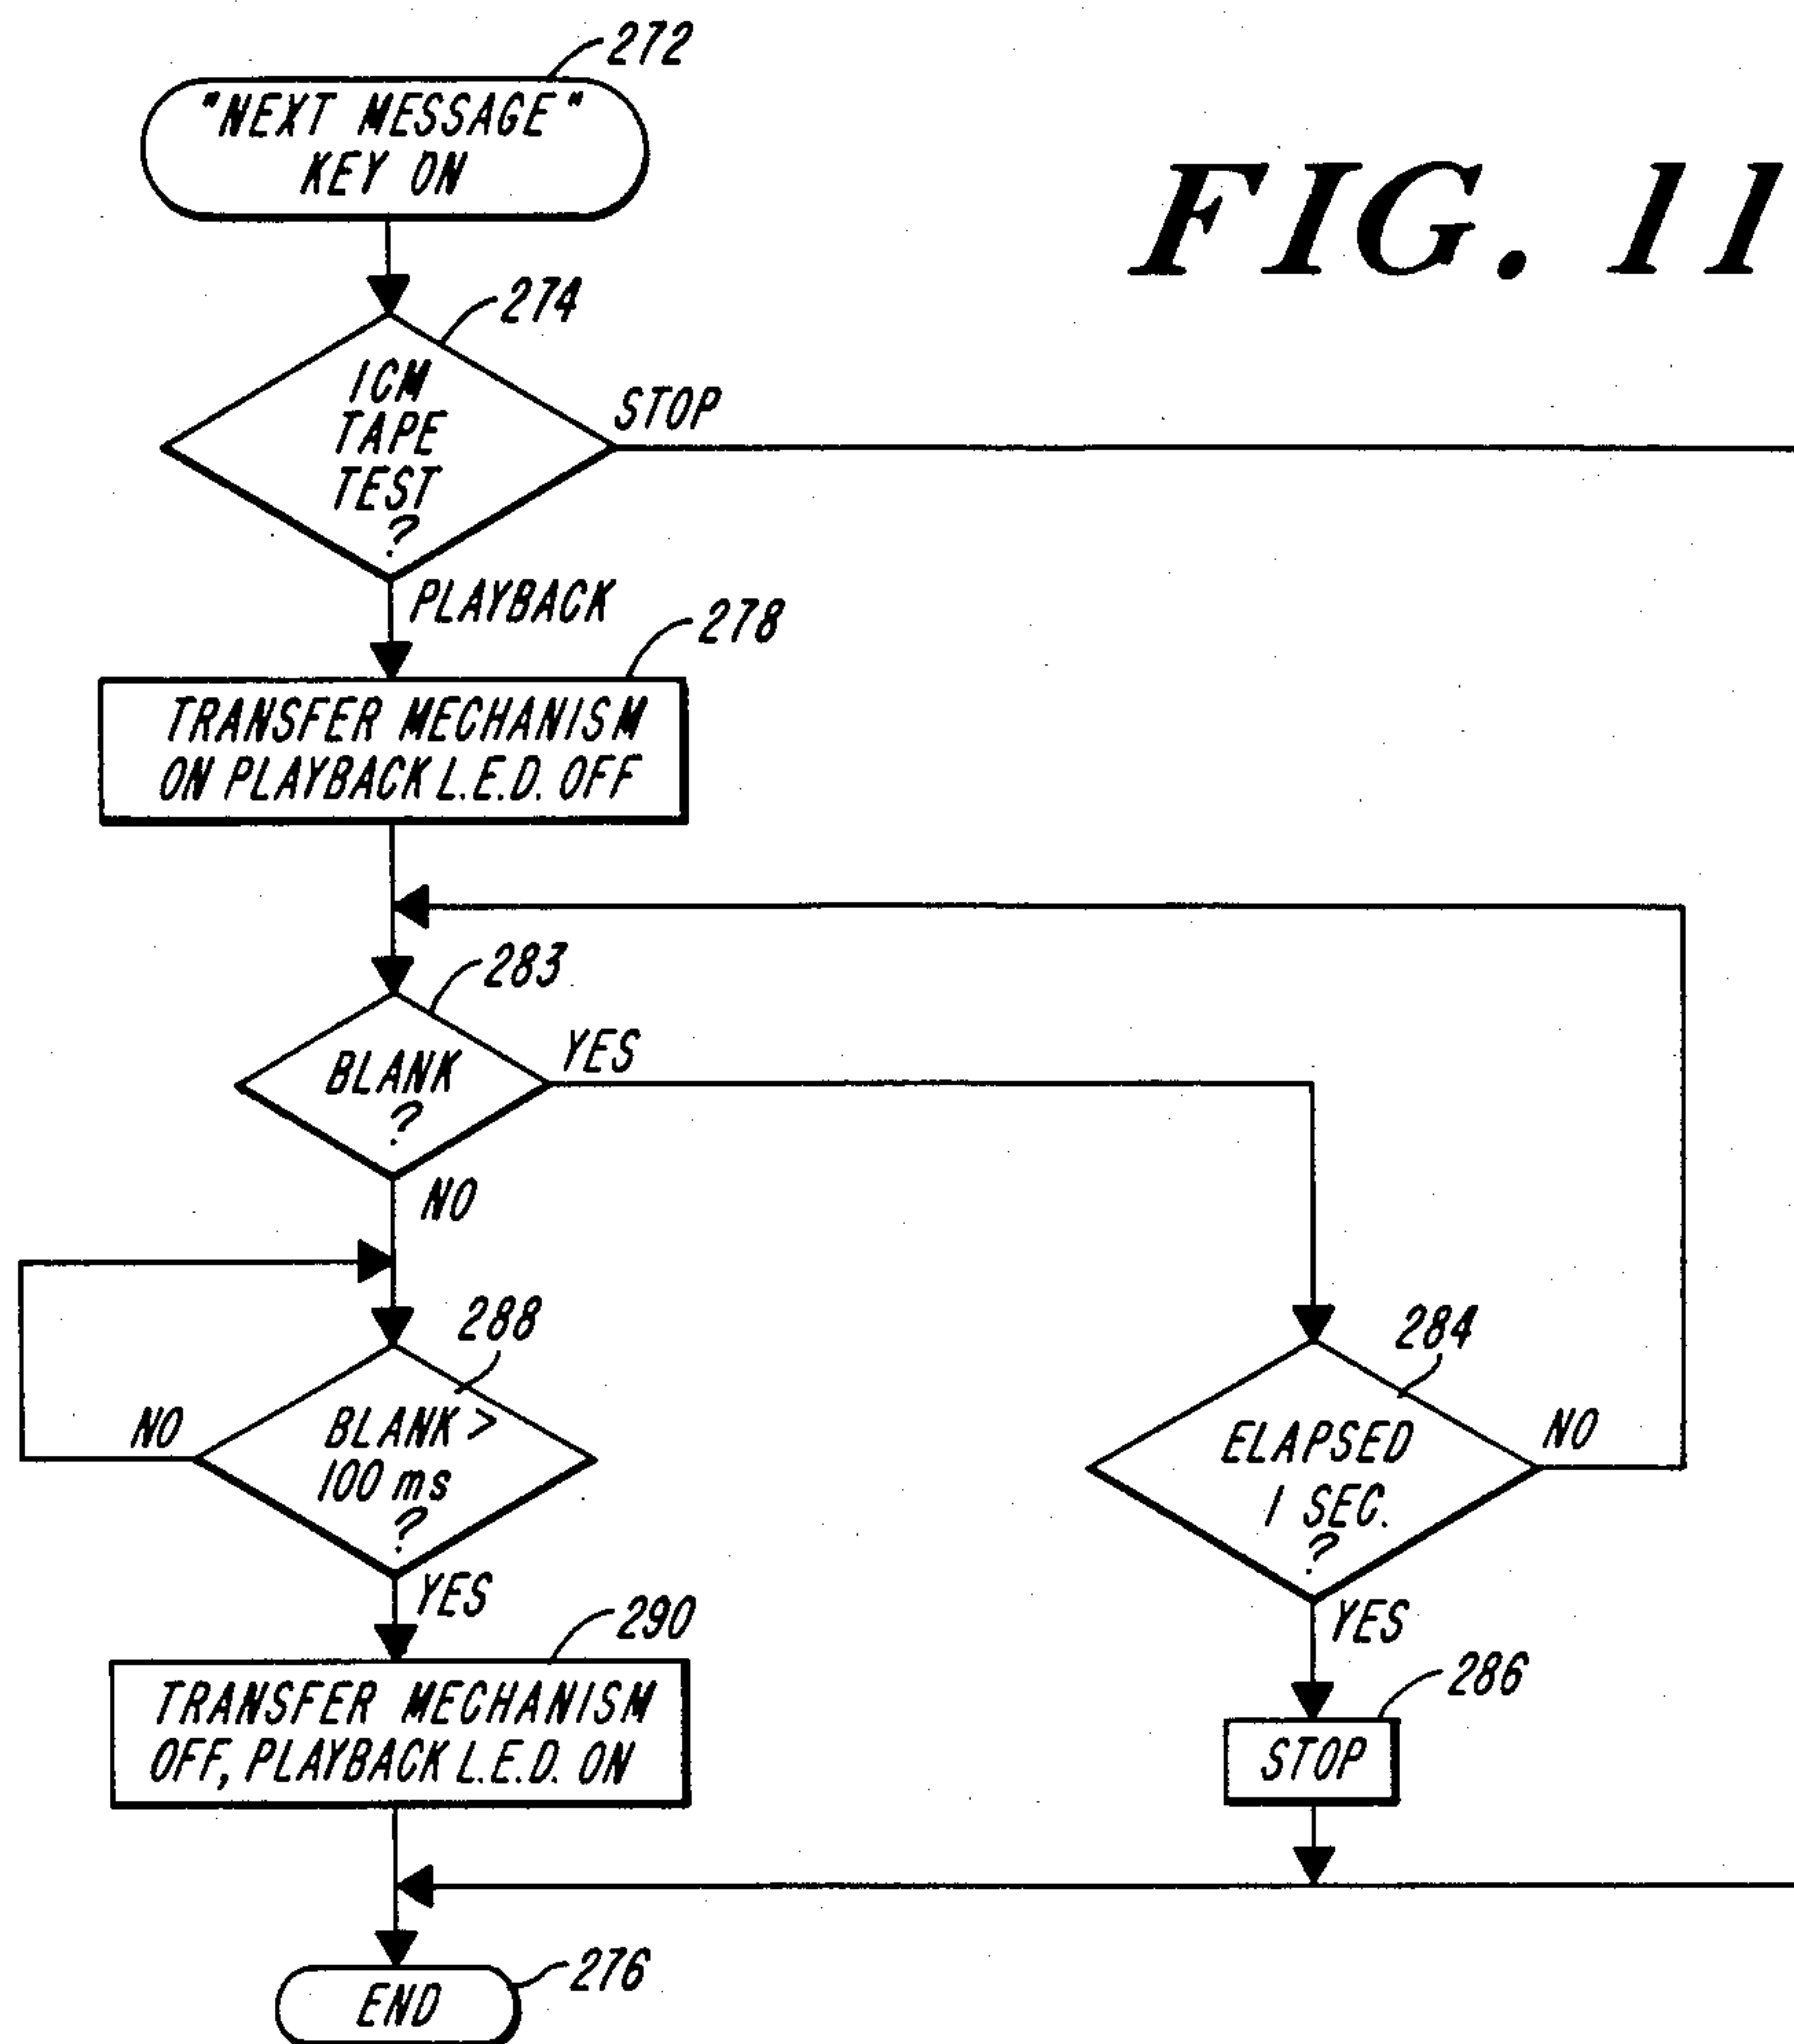 272
"NEXT MESSAGE"
KEY ON
FIG. 11
274
ICM
TAPE
TEST
?
STOP
PLAYBACK
278
TRANSFER MECHANISM
ON PLAYBACK L.E.D. OFF
283
BLANK
?
YES
NO
288
BLANK >
100 ms
?
NO
YES
284
ELAPSED
1 SEC.
?
NO
YES
290
TRANSFER MECHANISM
OFF, PLAYBACK L.E.D. ON
286
STOP
276
END